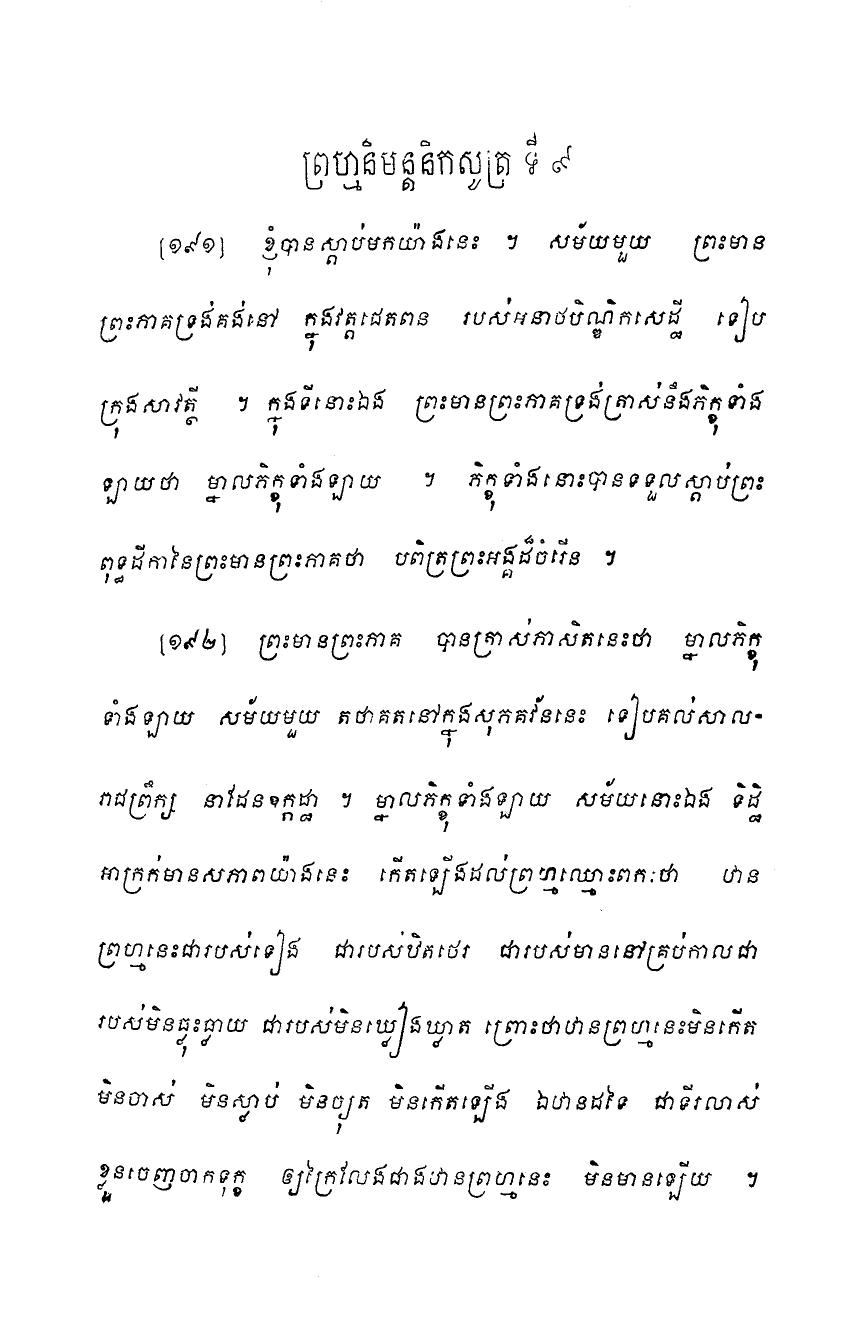 ព្រហ្មនិមន្តនិកសូត្រ ទី ៩
[១៩១] ខ្ញុំបានស្តាប់មកយ៉ាងនេះ ។ សម័យមួយ ព្រះមាន
ព្រះភាគទ្រង់គង់នៅ ក្នុងវត្តជេតពន របស់អនាថបិណ្ឌិកសេដ្ឋី ទៀប
ក្រុងសាវត្ថី ។ ក្នុងទីនោះឯង ព្រះមានព្រះភាគទ្រង់ត្រាស់នឹងភិក្ខុទាំង
ឡាយថា ម្នាលភិក្ខុទាំងឡាយ ។ ភិក្ខុទាំងនោះបានទទួលស្តាប់ព្រះ
ពុទ្ធដីកានៃព្រះមានព្រះភាគថា បពិត្រព្រះអង្គដ៏ចំរើន ។
[១៩២] ព្រះមានព្រះភាគ បានត្រាស់ភាសិតនេះថា ម្នាលភិក្ខុ
ទាំងឡាយ សម័យមួយ តថាគតនៅក្នុងសុភគវ័ននេះ ទៀបគល់សាល-
រាជព្រឹក្ស នាដែនឧក្កដ្ឋា ។ ម្នាលភិក្ខុទាំងឡាយ សម័យនោះឯង ទិដ្ឋិ
អាក្រក់មានសភាពយ៉ាងនេះ កើតឡើងដល់ព្រហ្មឈ្មោះពកៈថា ឋាន
ព្រហ្មនេះជារបស់ទៀង ជារបស់ឋិតថេរ ជារបស់មាននៅគ្រប់កាលជា
របស់មិនធ្លុះធ្លាយ ជារបស់មិនឃ្លៀងឃ្លាត ព្រោះថាឋានព្រហ្មនេះមិនកើត
មិនចាស់ មិនស្លាប់ មិនច្យុត មិនកើតឡើង ឯឋានដទៃ ជាទីរលាស់
ខ្លួនចេញចាកទុក្ខ ឲ្យក្រៃលែងជាងឋានព្រហ្មនេះ មិនមានឡើយ ។